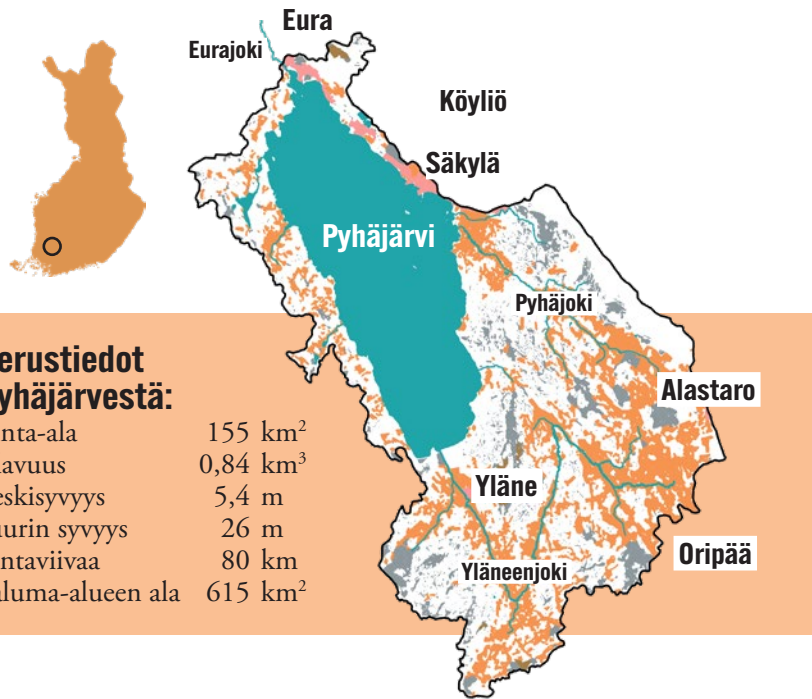 Eura
Eurajoki
Köyliö
Säkylä
Pyhäjärvi
Pyhäjoki
erustiedot
yhäjärvestä:
nta-ala 155 km²
avuus 0,84 km³
eskisyvyys 5,4 m
urin syvyys 26 m
ntaviivaa 80 km
aluma-alueen ala 615 km²
Alastaro
Yläne
Oripää
Yläneenjoki